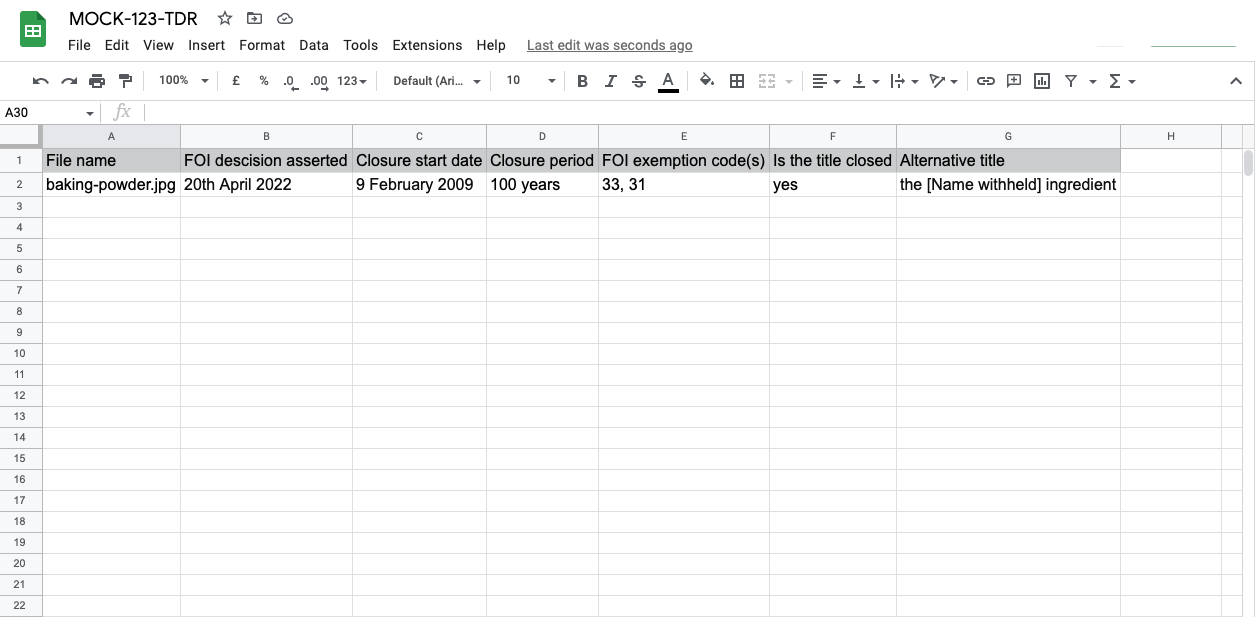 MOCK-123-TDR
File Edit View Insert Format Data Tools Extensions Help Last edit was seconds ago
100% £ % .0 .00 123 Default (Ari... 10 B I S A Σ
A30 fx
A B C D E F G H
1 File name FOI descision asserted Closure start date Closure period FOI exemption code(s) Is the title closed Alternative title
2 baking-powder.jpg 20th April 2022 9 February 2009 100 years 33, 31 yes the [Name withheld] ingredient
3
4
5
6
7
8
9
10
11
12
13
14
15
16
17
18
19
20
21
22